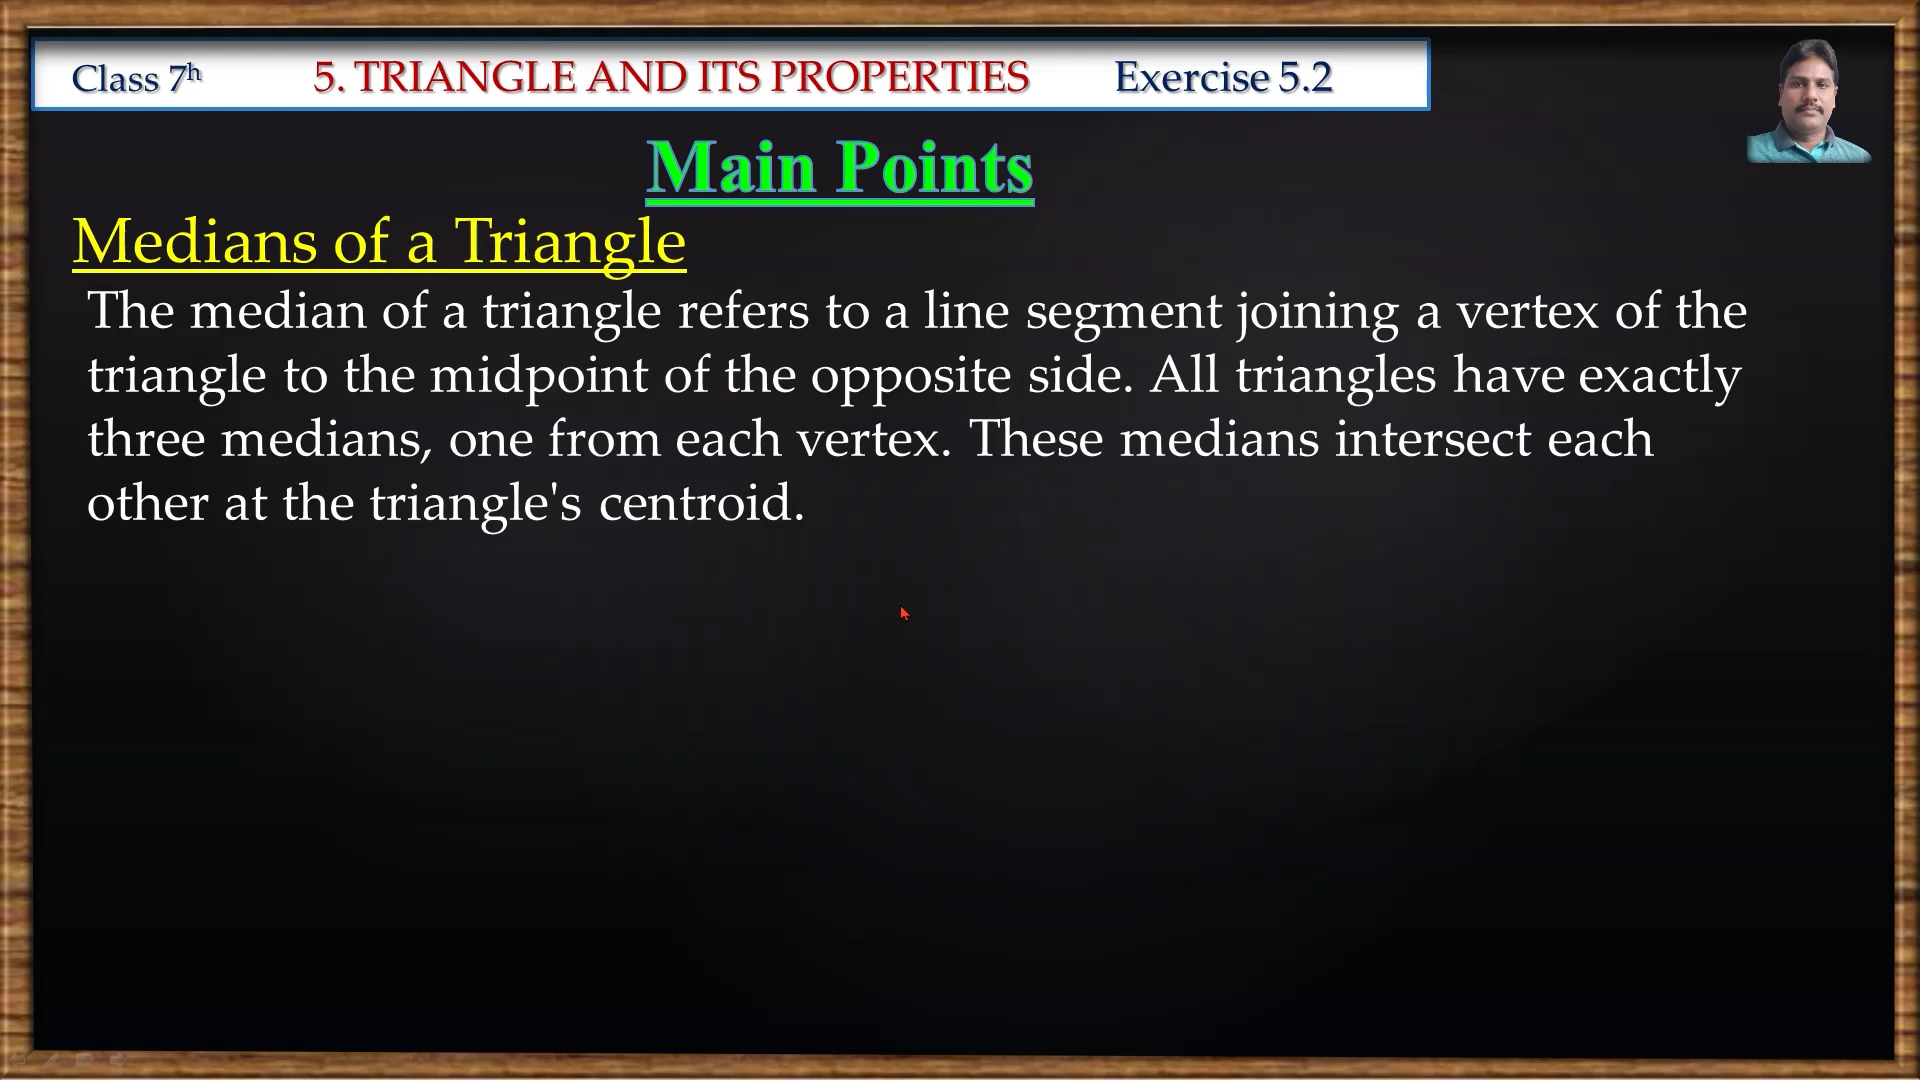 Class 7h 5. TRIANGLE AND ITS PROPERTIES Exercise 5.2
Main Points
Medians of a Triangle
The median of a triangle refers to a line segment joining a vertex of the
triangle to the midpoint of the opposite side. All triangles have exactly
three medians, one from each vertex. These medians intersect each
other at the triangle's centroid.